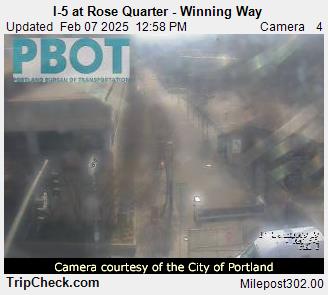 I-5 at Rose Quarter - Winning Way
Updated Feb 07 2025 12:58 PM Camera 4
PBOT
PORTLAND BUREAU OF TRANSPORTATION
Camera courtesy of the City of Portland
TripCheck.com Milepost302.00